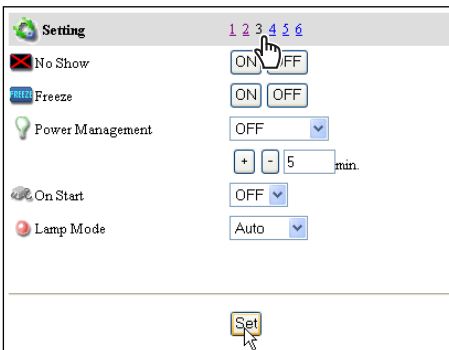 Setting 1 2 3 4 5 6
No Show ON OFF
FREEZE Freeze ON OFF
Power Management OFF
+ - 5 min.
On Start OFF
Lamp Mode Auto
Set